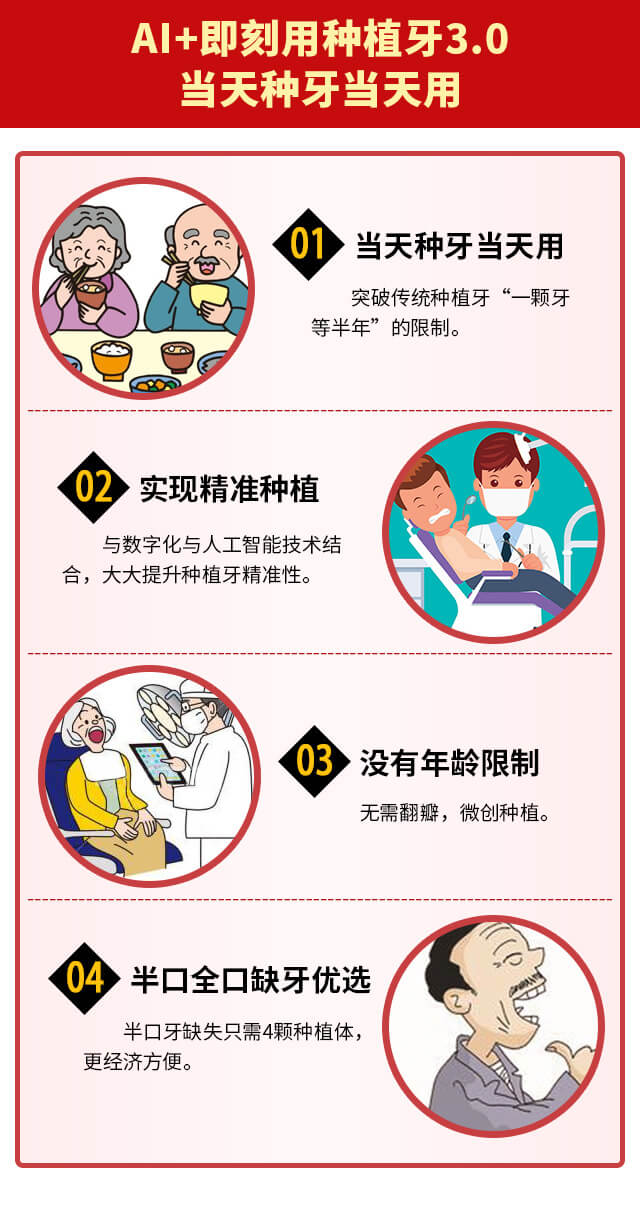 AI+即刻用种植牙3.0
当天种牙当天用
01 当天种牙当天用
突破传统种植牙“一颗牙
等半年”的限制。
02 实现精准种植
与数字化与人工智能技术结
合，大大提升种植牙精准性。
03 没有年龄限制
无需翻瓣，微创种植。
04 半口全口缺牙优选
半口牙缺失只需4颗种植体，
更经济方便。